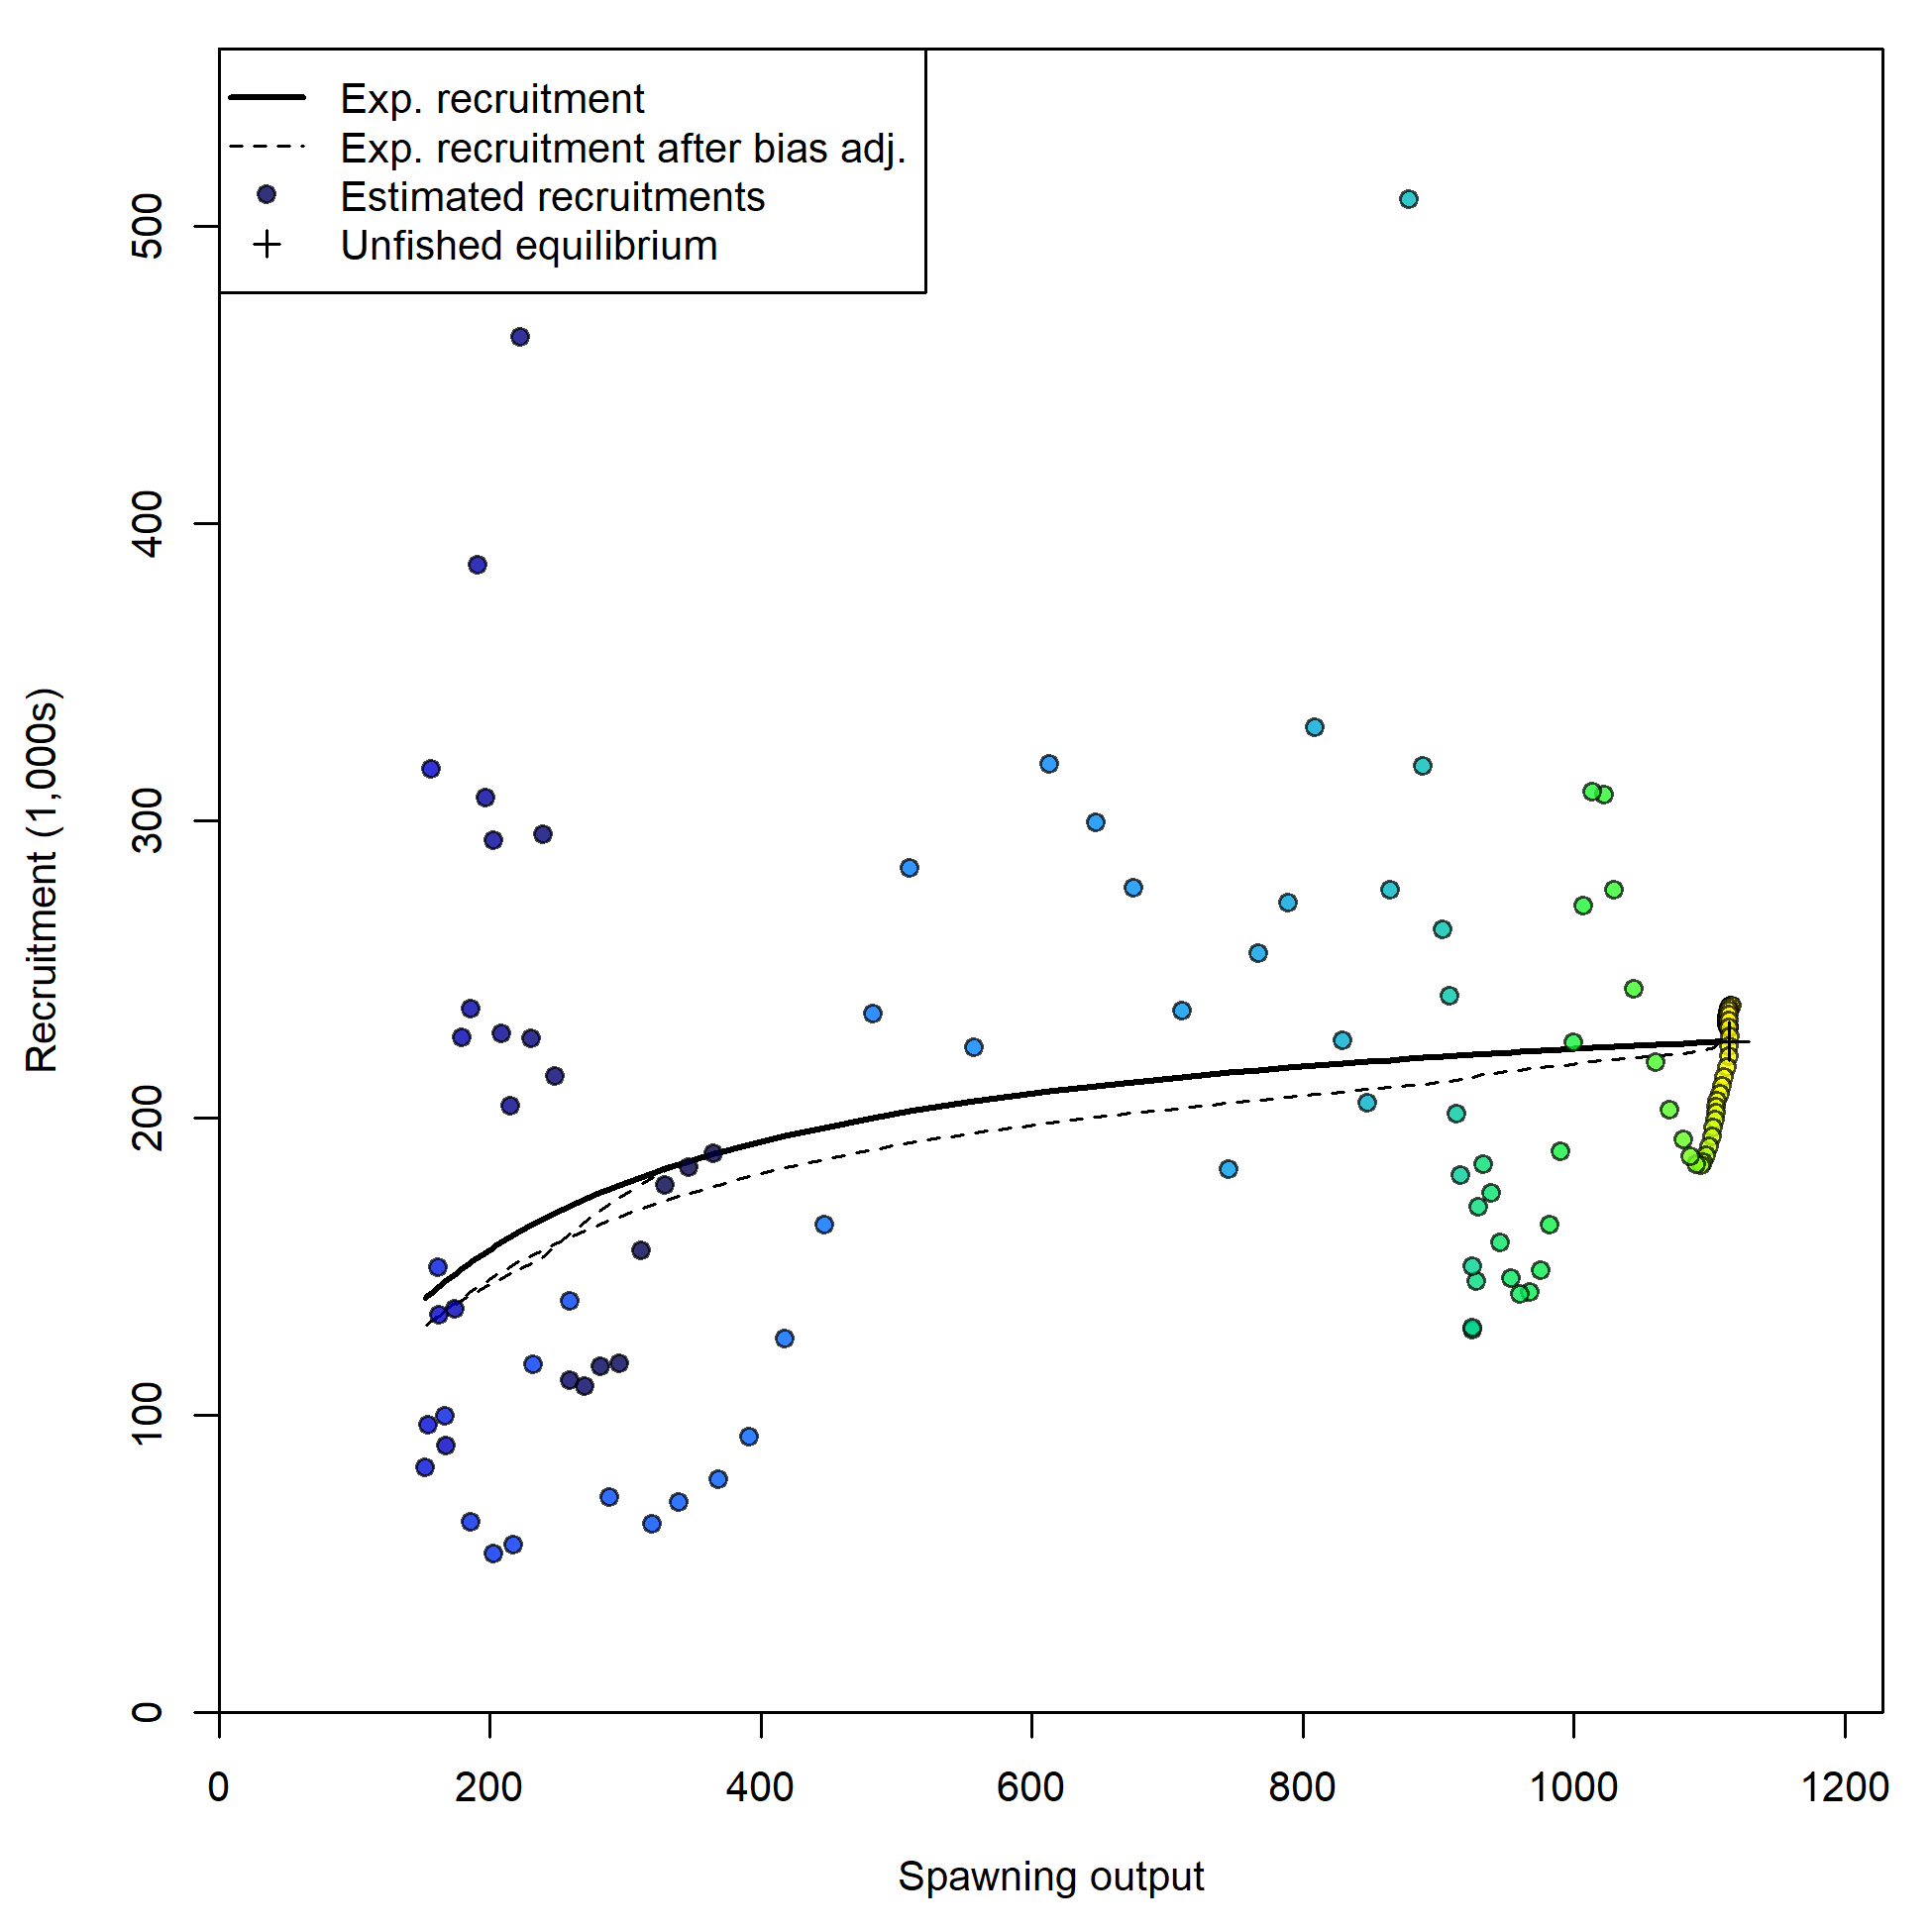 Exp. recruitment
Exp. recruitment after bias adj.
Estimated recruitments
Unfished equilibrium
Recruitment (1,000s)
500
400
300
200
100
0
0 200 400 600 800 1000 1200
Spawning output